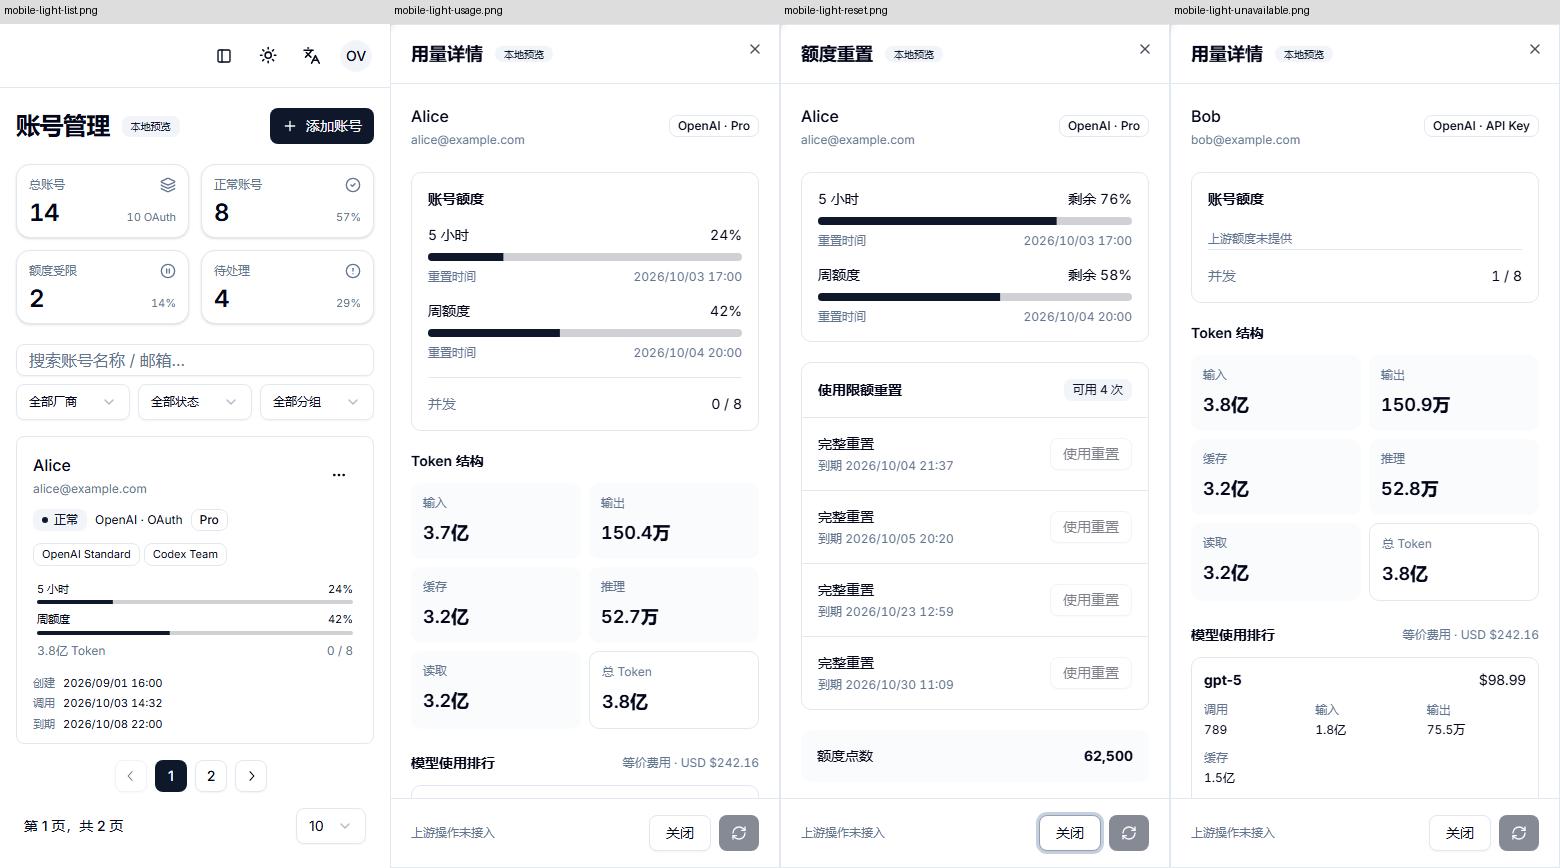 mobile-light-list.png
OV
账号管理 本地预览 添加账号
总账号
14 10 OAuth
正常账号
8 57%
额度受限
2 14%
待处理
4 29%
搜索账号名称 / 邮箱...
全部厂商 全部状态 全部分组
Alice ...
alice@example.com
正常 OpenAI · OAuth Pro
OpenAI Standard Codex Team
5 小时 24%
周额度 42%
3.8亿 Token 0 / 8
创建 2026/09/01 16:00
调用 2026/10/03 14:32
到期 2026/10/08 22:00
1 2
第 1 页，共 2 页 10
mobile-light-usage.png
用量详情 本地预览
Alice
alice@example.com
OpenAI · Pro
账号额度
5 小时 24%
重置时间 2026/10/03 17:00
周额度 42%
重置时间 2026/10/04 20:00
并发 0 / 8
Token 结构
输入 输出
3.7亿 150.4万
缓存 推理
3.2亿 52.7万
读取 总 Token
3.2亿 3.8亿
模型使用排行 等价费用 · USD $242.16
上游操作未接入 关闭
mobile-light-reset.png
额度重置 本地预览
Alice
alice@example.com
OpenAI · Pro
5 小时 剩余 76%
重置时间 2026/10/03 17:00
周额度 剩余 58%
重置时间 2026/10/04 20:00
使用限额重置 可用 4 次
完整重置
到期 2026/10/04 21:37
使用重置
完整重置
到期 2026/10/05 20:20
使用重置
完整重置
到期 2026/10/23 12:59
使用重置
完整重置
到期 2026/10/30 11:09
使用重置
额度点数 62,500
上游操作未接入 关闭
mobile-light-unavailable.png
用量详情 本地预览
Bob
bob@example.com
OpenAI · API Key
账号额度
上游额度未提供
并发 1 / 8
Token 结构
输入 输出
3.8亿 150.9万
缓存 推理
3.2亿 52.8万
读取 总 Token
3.2亿 3.8亿
模型使用排行 等价费用 · USD $242.16
gpt-5 $98.99
调用 输入 输出
789 1.8亿 75.5万
缓存
1.5亿
上游操作未接入 关闭